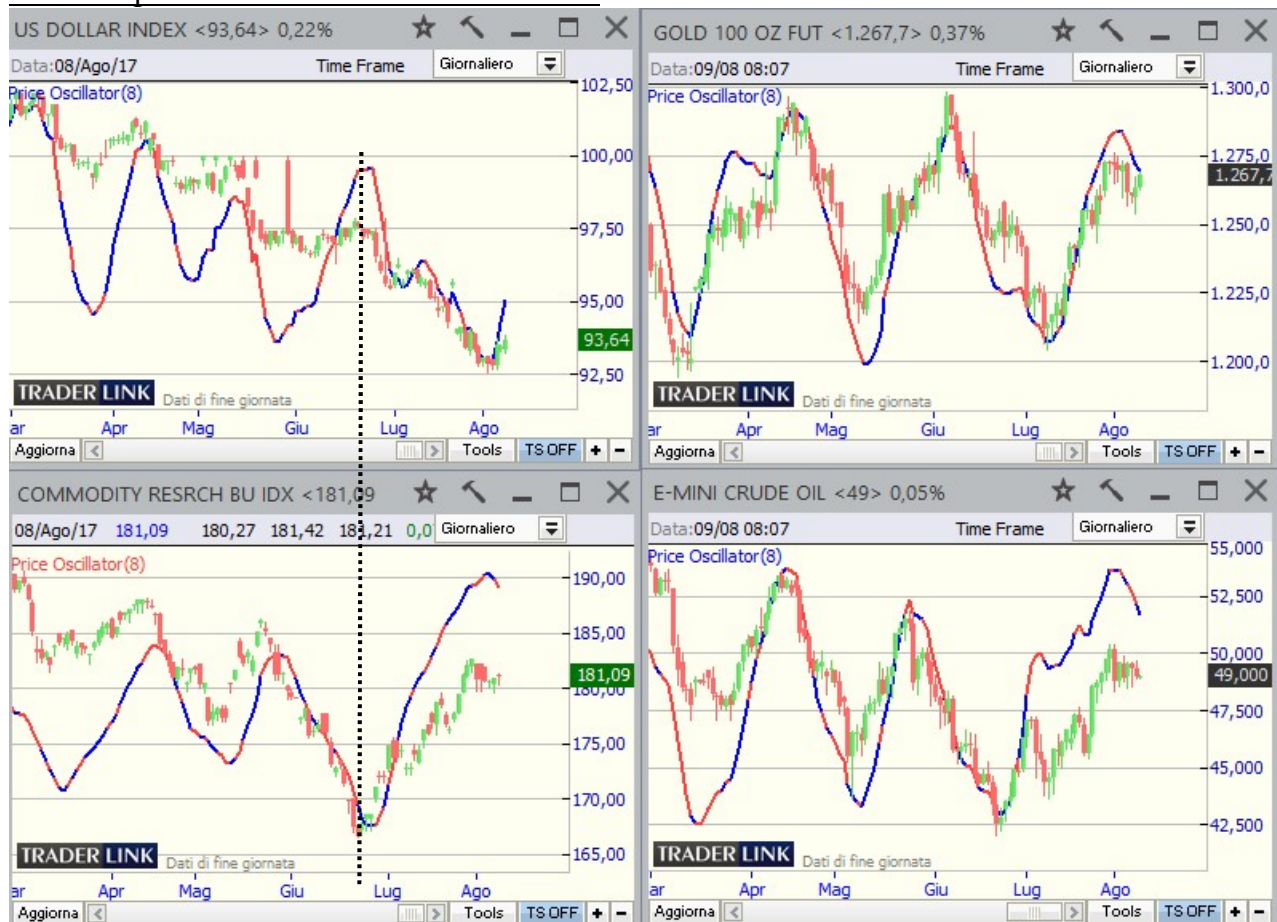 US DOLLAR INDEX <93,64> 0,22%
Data:08/Ago/17 Time Frame Giornaliero
Price Oscillator(8)
102,50
100,00
97,50
95,00
93,64
92,50
TRADER LINK Dati di fine giornata
ar Apr Mag Giu Lug Ago
Aggiorna Tools TS OFF + -
GOLD 100 OZ FUT <1.267,7> 0,37%
Data:09/08 08:07 Time Frame Giornaliero
Price Oscillator(8)
1.300,0
1.275,0
1.267,7
1.250,0
1.225,0
1.200,0
TRADER LINK Dati di fine giornata
ar Apr Mag Giu Lug Ago
Aggiorna Tools TS OFF + -
COMMODITY RESRCH BU IDX <181,09
08/Ago/17 181,09 180,27 181,42 181,21 0,0 Giornaliero
Price Oscillator(8)
190,00
185,00
181,09
180,00
175,00
170,00
165,00
TRADER LINK Dati di fine giornata
ar Apr Mag Giu Lug Ago
Aggiorna Tools TS OFF + -
E-MINI CRUDE OIL <49> 0,05%
Data:09/08 08:07 Time Frame Giornaliero
Price Oscillator(8)
55,000
52,500
50,000
49,000
47,500
45,000
42,500
TRADER LINK Dati di fine giornata
ar Apr Mag Giu Lug Ago
Aggiorna Tools TS OFF + -